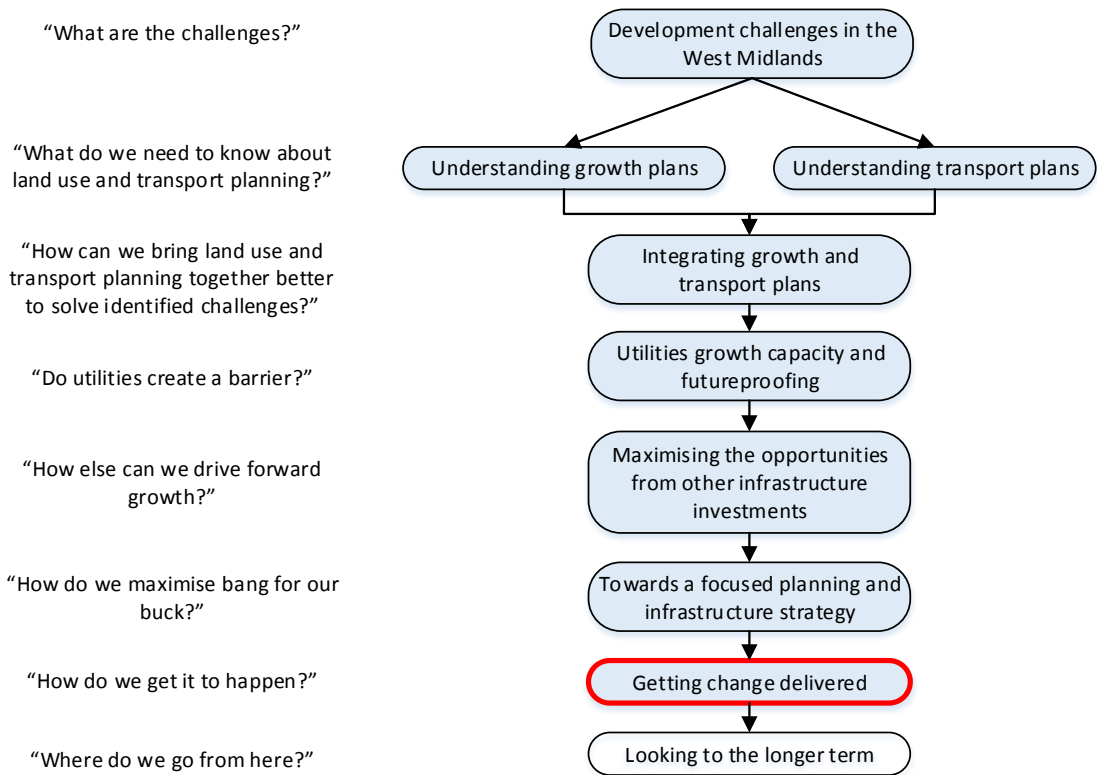 “What are the challenges?”
Development challenges in the
West Midlands
“What do we need to know about
land use and transport planning?”
Understanding growth plans
Understanding transport plans
“How can we bring land use and
transport planning together better
to solve identified challenges?”
Integrating growth and
transport plans
“Do utilities create a barrier?”
Utilities growth capacity and
futureproofing
“How else can we drive forward
growth?”
Maximising the opportunities
from other infrastructure
investments
“How do we maximise bang for our
buck?”
Towards a focused planning and
infrastructure strategy
“How do we get it to happen?”
Getting change delivered
“Where do we go from here?”
Looking to the longer term